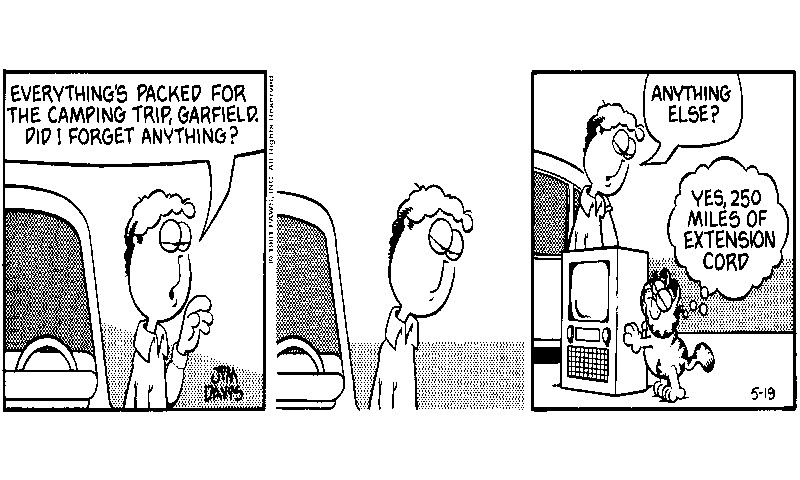 EVERYTHING'S PACKED FOR
THE CAMPING TRIP, GARFIELD.
DID I FORGET ANYTHING?
JIM
DAVIS
ANYTHING
ELSE?
YES, 250
MILES OF
EXTENSION
CORD
5-19